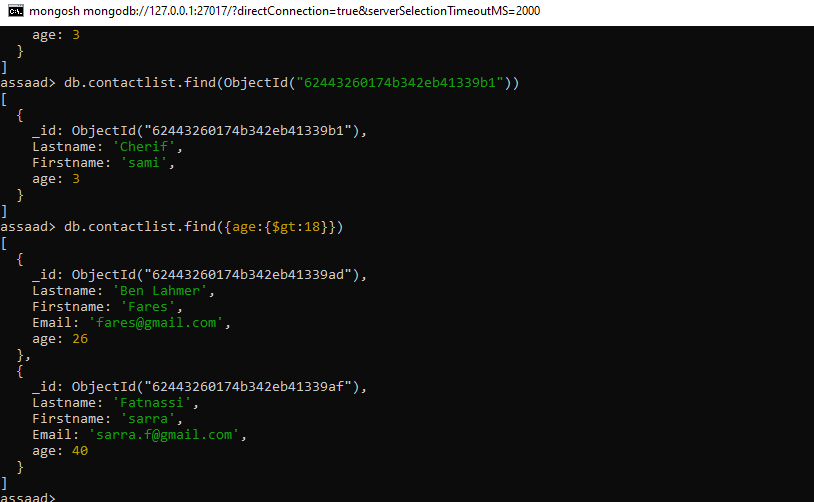 mongosh mongodb://127.0.0.1:27017/?directConnection=true&serverSelectionTimeoutMS=2000
    age: 3
  }
]
assaad> db.contactlist.find(ObjectId("62443260174b342eb41339b1"))
[
  {
    _id: ObjectId("62443260174b342eb41339b1"),
    Lastname: 'Cherif',
    Firstname: 'sami',
    age: 3
  }
]
assaad> db.contactlist.find({age:{$gt:18}})
[
  {
    _id: ObjectId("62443260174b342eb41339ad"),
    Lastname: 'Ben Lahmer',
    Firstname: 'Fares',
    Email: 'fares@gmail.com',
    age: 26
  },
  {
    _id: ObjectId("62443260174b342eb41339af"),
    Lastname: 'Fatnassi',
    Firstname: 'sarra',
    Email: 'sarra.f@gmail.com',
    age: 40
  }
]
assaad>